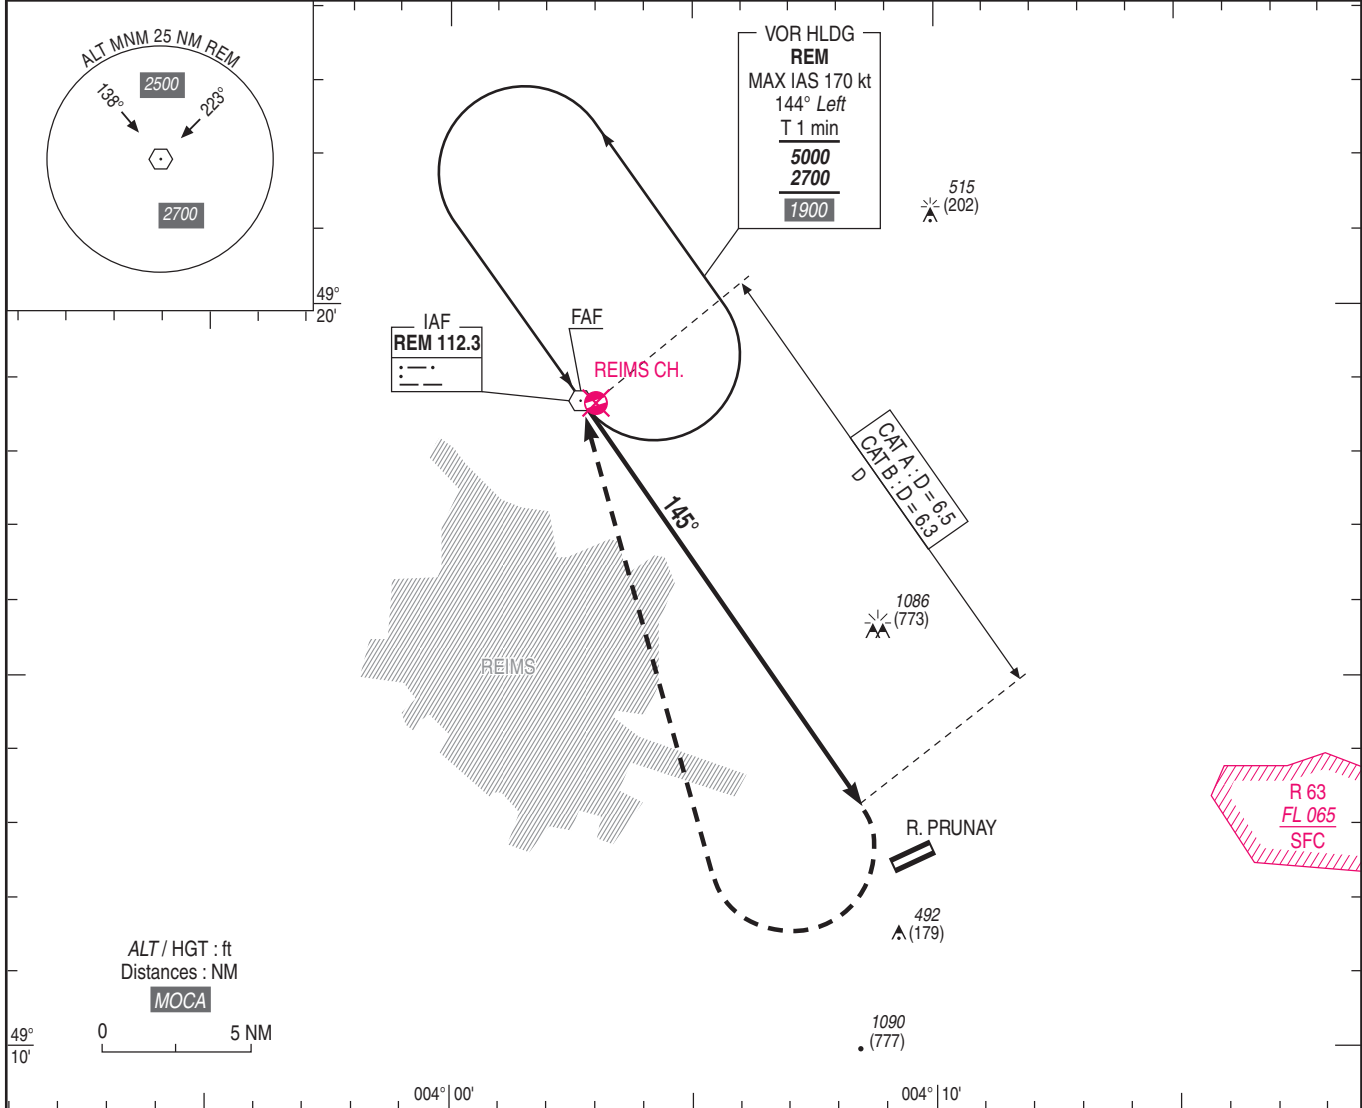 ALT MNM 25 NM REM
2500
138°
223°
2700
VOR HLDG
REM
MAX IAS 170 kt
144° Left
T 1 min
5000
2700
1900
515
(202)
49°
20'
IAF
REM 112.3
FAF
REIMS CH.
CAT A : D = 6.5
CAT B : D = 6.3
D
145°
1086
(773)
REIMS
R 63
FL 065
SFC
R. PRUNAY
492
(179)
ALT / HGT : ft
Distances : NM
MOCA
0 5 NM
1090
(777)
49°
10'
004° 00'
004° 10'